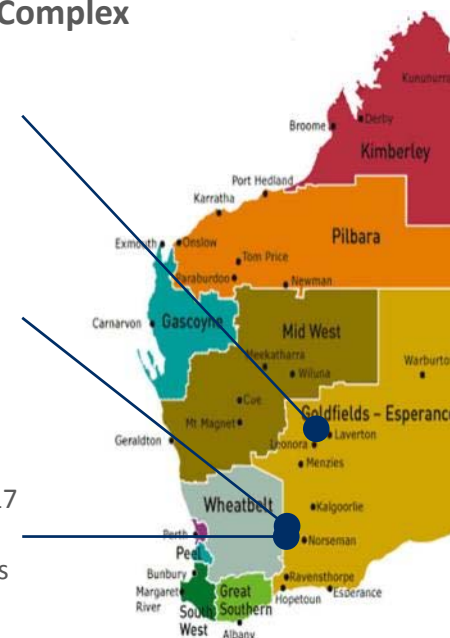 Complex
Kununurra
Derby
Broome
Kimberley
Port Hedland
Karratha
Pilbara
Exmouth
Onslow
Tom Price
Paraburdoo
Newman
Carnarvon
Gascoyne
Mid West
Meekatharra
Wiluna
Warburto
Cue
Mt Magnet
Goldfields – Esperance
Laverton
Leonora
Geraldton
Menzies
Wheatbelt
Kalgoorlie
Perth
Norseman
Peel
Bunbury
Ravensthorpe
Margaret
River
South
West
Great
Southern
Hopetoun
Esperance
Albany
17
s